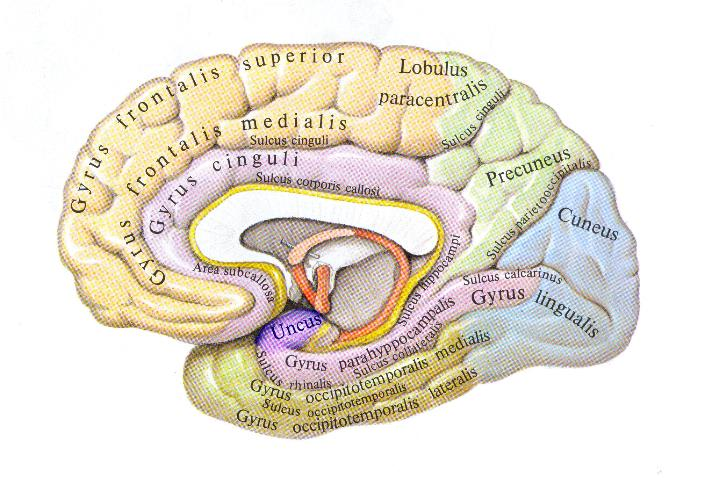 Gyrus frontalis superior
Lobulus
paracentralis
Gyrus frontalis medialis
Sulcus cinguli
Sulcus cinguli
Gyrus cinguli
Sulcus corporis callosi
Precuneus
Sulcus parietooccipitalis
Cuneus
Area subcallosa
Sulcus hippocampi
Sulcus calcarinus
Gyrus lingualis
Uncus
Gyrus parahyppocampalis
Sulcus collateralis
Sulcus rhinalis
Gyrus occipitotemporalis medialis
Sulcus occipitotemporalis
Gyrus occipitotemporalis lateralis